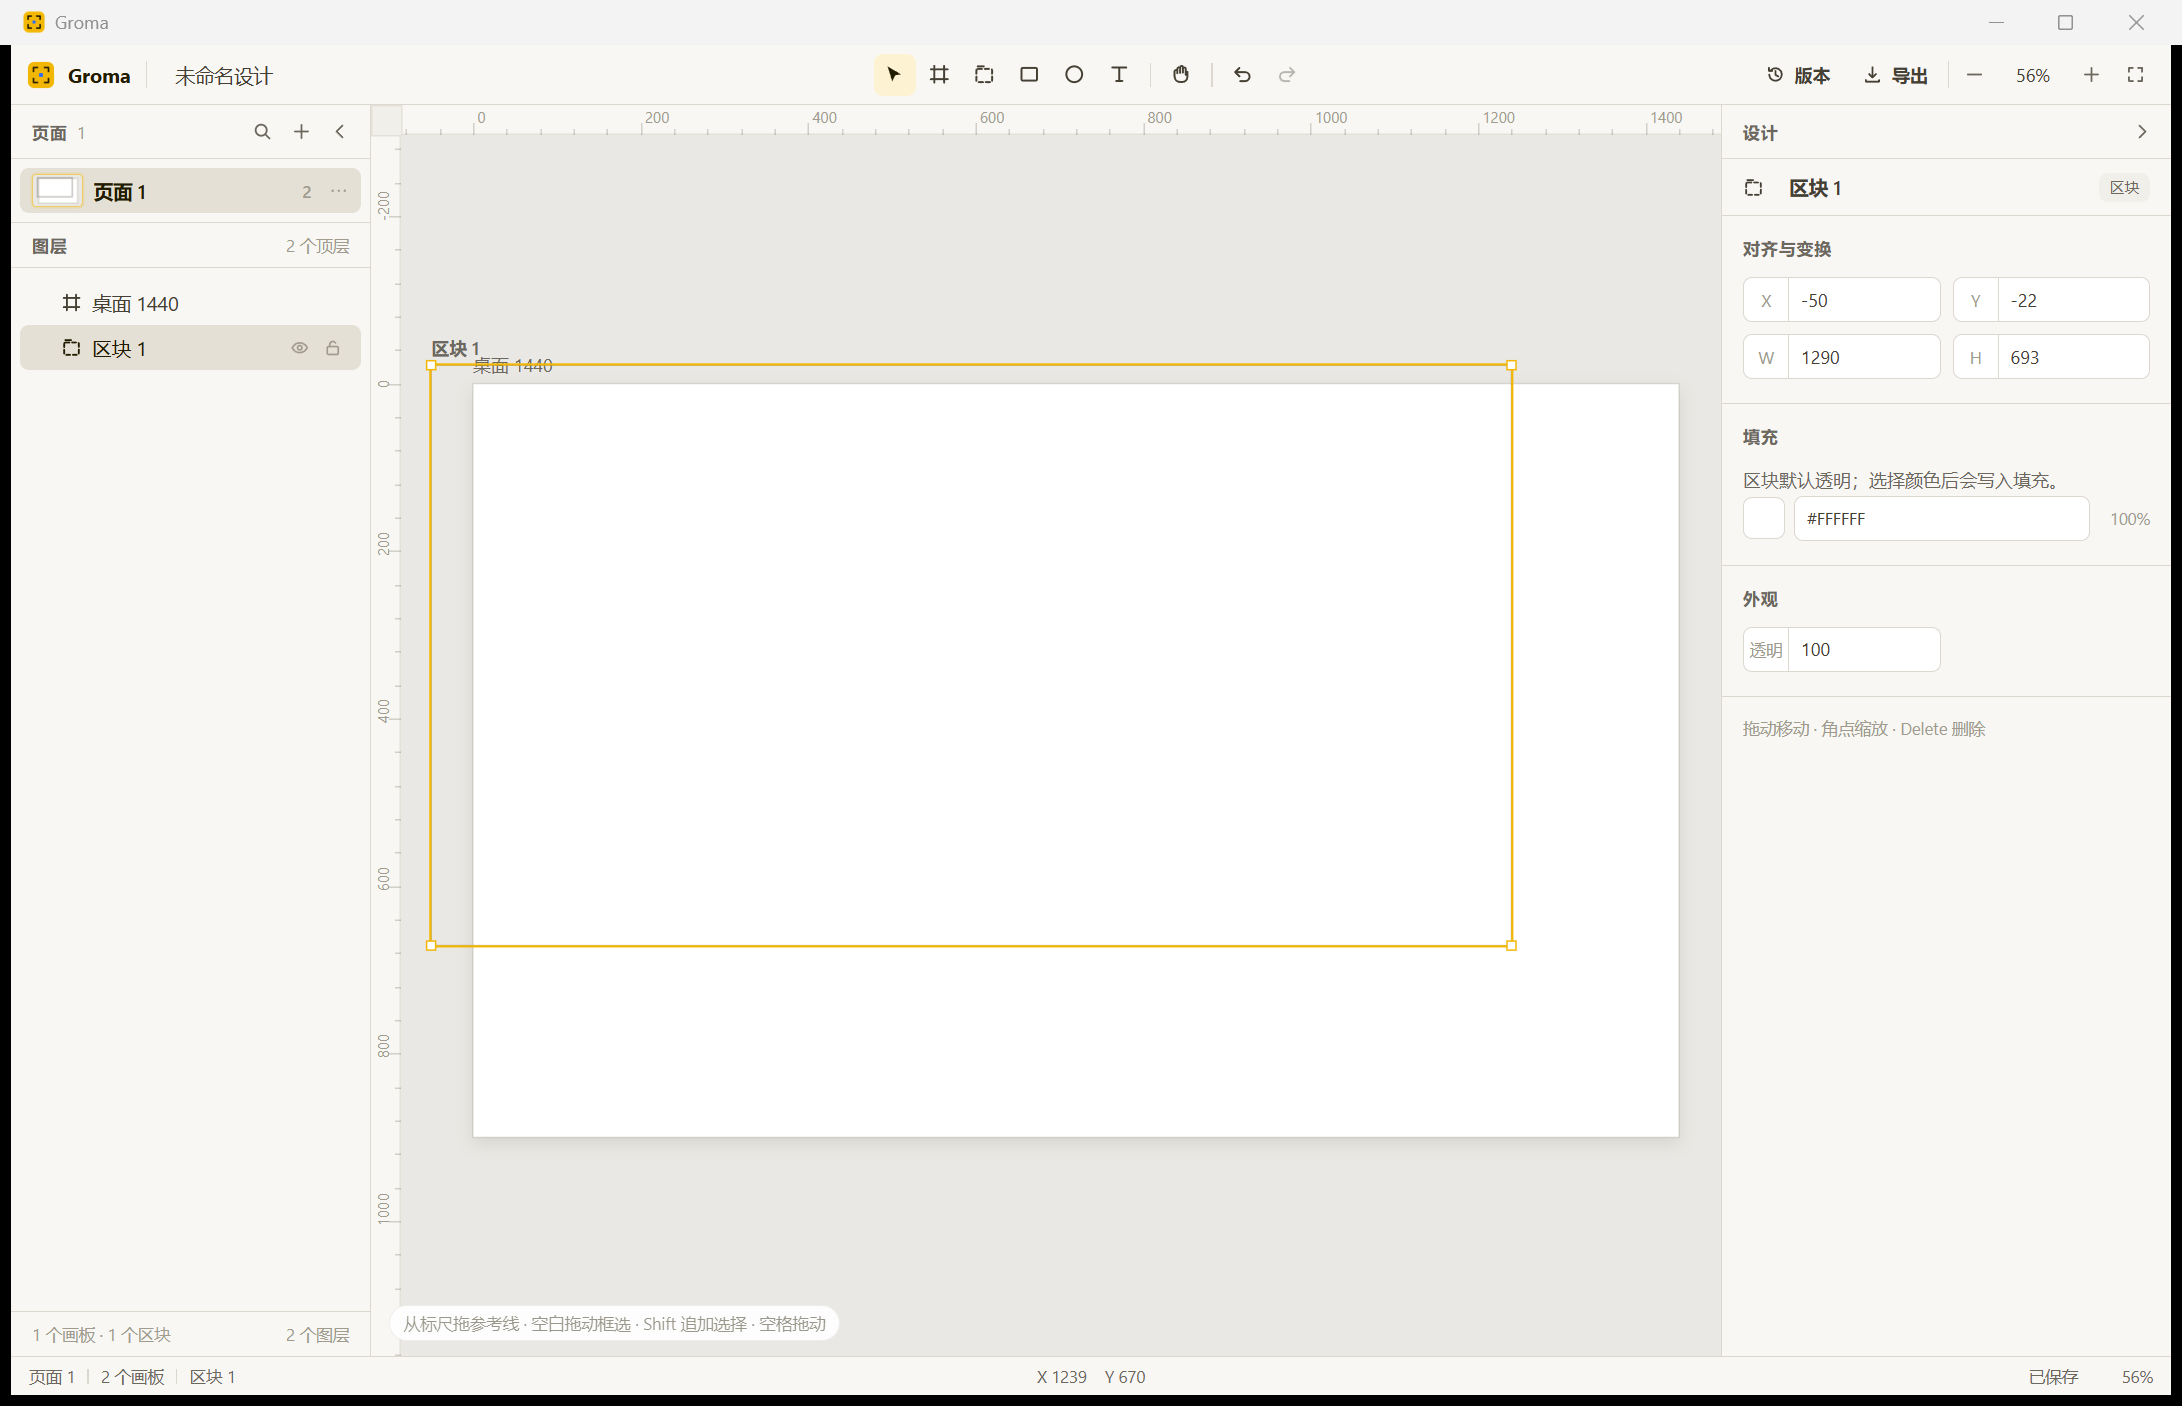 Groma
Groma
未命名设计
版本
导出
56%
页面 1
页面 1
2
图层
2 个顶层
桌面 1440
区块 1
0
200
400
600
800
1000
1200
1400
-200
0
200
400
600
800
1000
区块 1
桌面 1440
从标尺拖参考线 · 空白拖动框选 · Shift 追加选择 · 空格拖动
设计
区块 1
区块
对齐与变换
X -50
Y -22
W 1290
H 693
填充
区块默认透明；选择颜色后会写入填充。
#FFFFFF
100%
外观
透明 100
拖动移动 · 角点缩放 · Delete 删除
1 个画板 · 1 个区块
2 个图层
页面 1
2 个画板
区块 1
X 1239 Y 670
已保存
56%